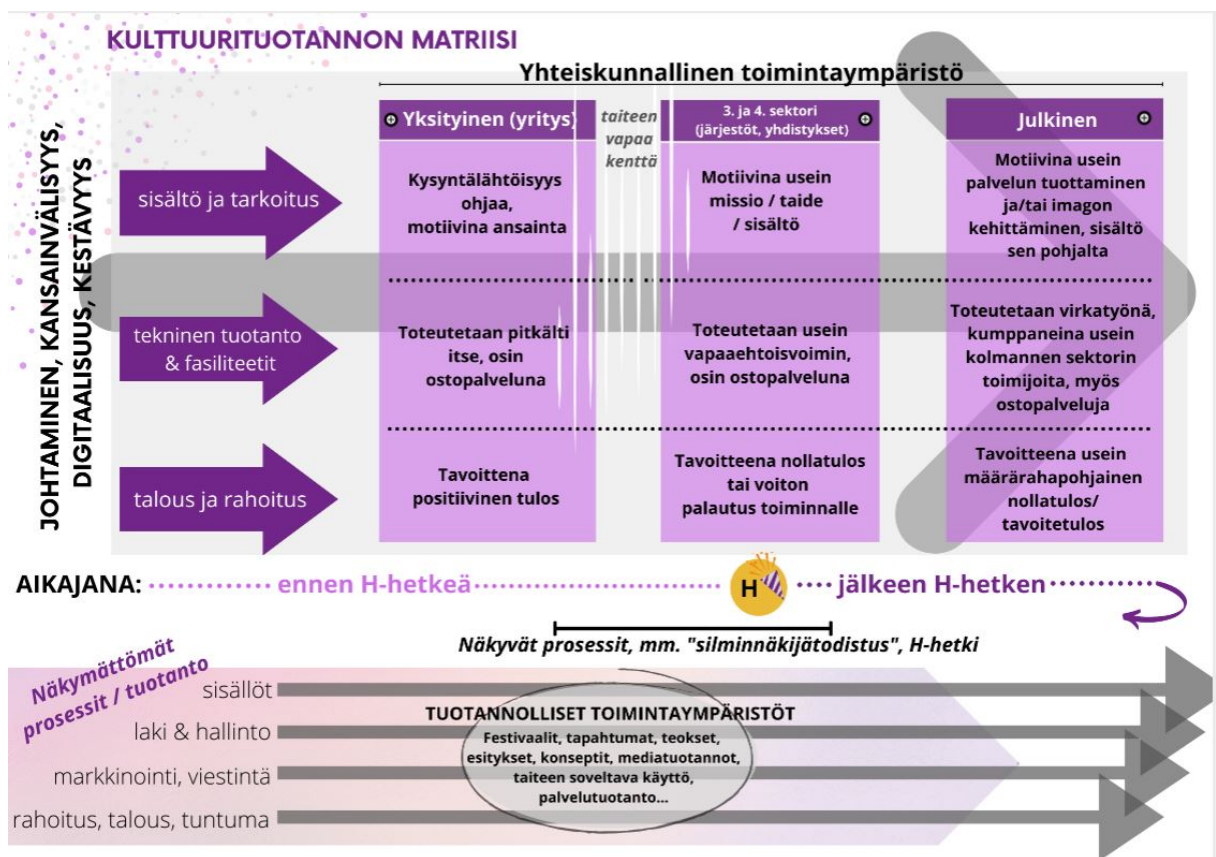 KULTTUURITUOTANNON MATRIISI
Yhteiskunnallinen toimintaympäristö
JOHTAMINEN, KANSAINVÄLISYYS,
DIGITAALISUUS, KESTÄVYYS
Yksityinen (yritys)
taiteen
vapaa
kenttä
3. ja 4. sektori
(järjestöt, yhdistykset)
Julkinen
sisältö ja tarkoitus
Kysyntälähtöisyys
ohjaa,
motiivina ansainta
Motiivina usein
missio / taide
/ sisältö
Motiivina usein
palvelun tuottaminen
ja/tai imagon
kehittäminen, sisältö
sen pohjalta
tekninen tuotanto
& fasiliteetit
Toteutetaan pitkälti
itse, osin
ostopalveluna
Toteutetaan usein
vapaaehtoisvoimin,
osin ostopalveluna
Toteutetaan virkatyönä,
kumppaneina usein
kolmannen sektorin
toimijoita, myös
ostopalveluja
talous ja rahoitus
Tavoittena
positiivinen tulos
Tavoitteena nollatulos
tai voiton
palautus toiminnalle
Tavoitteena usein
määrärahapohjainen
nollatulos/
tavoitetulos
AIKAJANA: ennen H-hetkeä H jälkeen H-hetken
Näkyvät prosessit, mm. "silminnäkijätodistus", H-hetki
Näkymättömät
prosessit / tuotanto
sisällöt
laki & hallinto
markkinointi, viestintä
rahoitus, talous, tuntuma
TUOTANNOLLISET TOIMINTAYMPÄRISTÖT
Festivaalit, tapahtumat, teokset,
esitykset, konseptit, mediatuotannot,
taiteen soveltava käyttö,
palvelutuotanto...